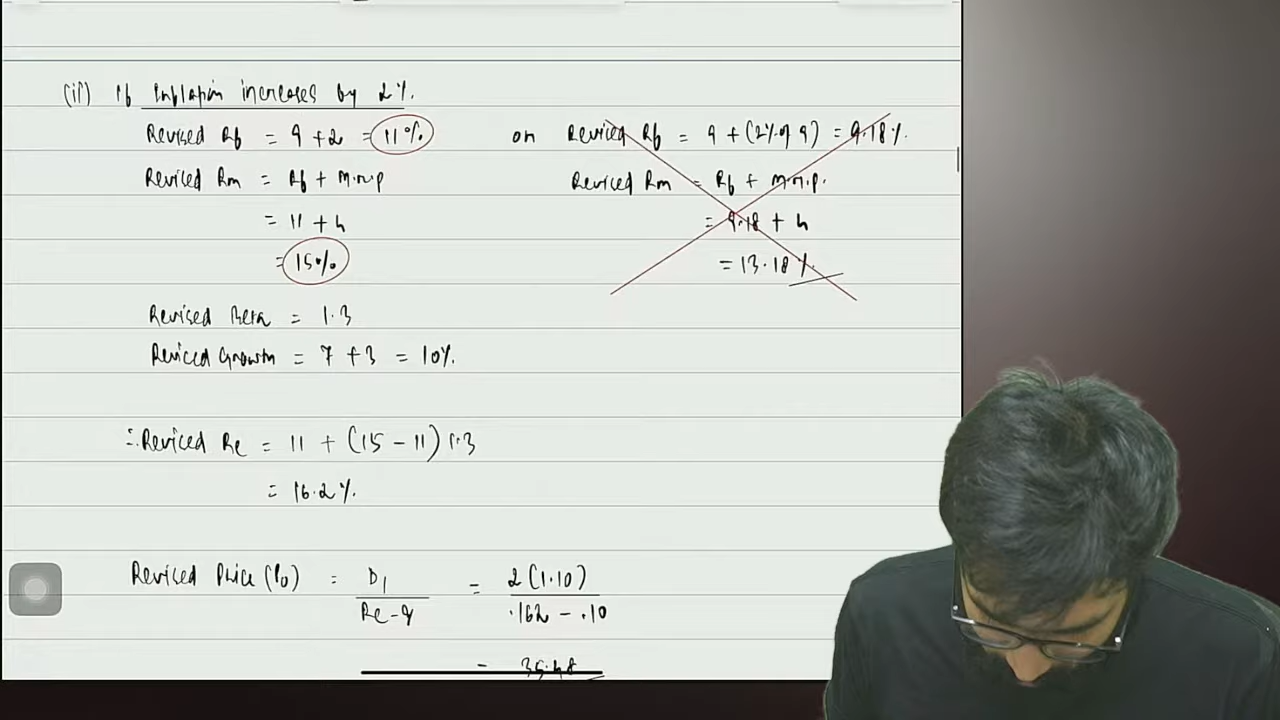 (ii) If Inflation increases by 2%.
Revised Rf = 9 + 2 = 11%
Revised Rm = Rf + M.R.P
= 11 + 4
= 15%
Revised Beta = 1.3
Revised Growth = 7 + 3 = 10%.
∴ Revised Re = 11 + (15 - 11) 1.3
= 16.2%.
Revised Price (P0) = D1 / Re - g = 2 (1.10) / .162 - .10
= 35.48
or Revised Rf = 9 + (2% of 9) = 9.18%.
Revised Rm = Rf + M.R.P.
= 9.18 + 4
= 13.18%